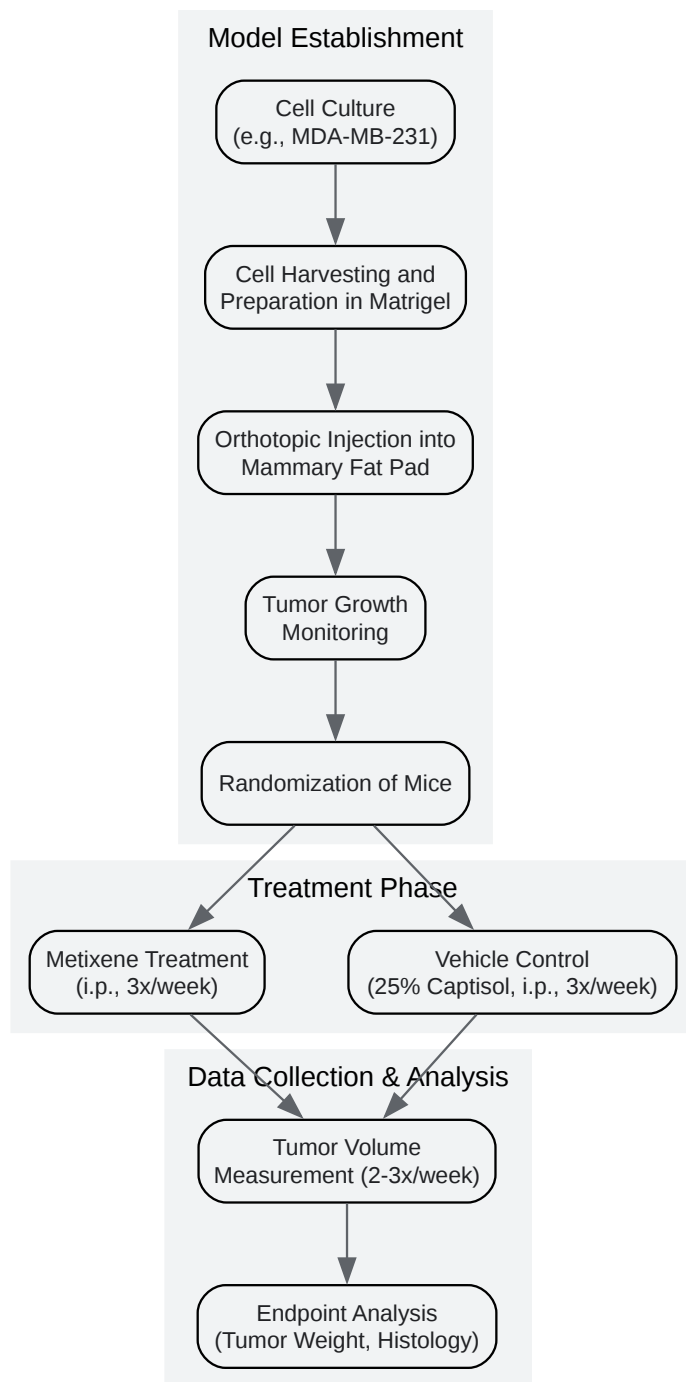 Model Establishment
Cell Culture
(e.g., MDA-MB-231)
Cell Harvesting and
Preparation in Matrigel
Orthotopic Injection into
Mammary Fat Pad
Tumor Growth
Monitoring
Randomization of Mice
Treatment Phase
Metixene Treatment
(i.p., 3x/week)
Vehicle Control
(25% Captisol, i.p., 3x/week)
Data Collection & Analysis
Tumor Volume
Measurement (2-3x/week)
Endpoint Analysis
(Tumor Weight, Histology)